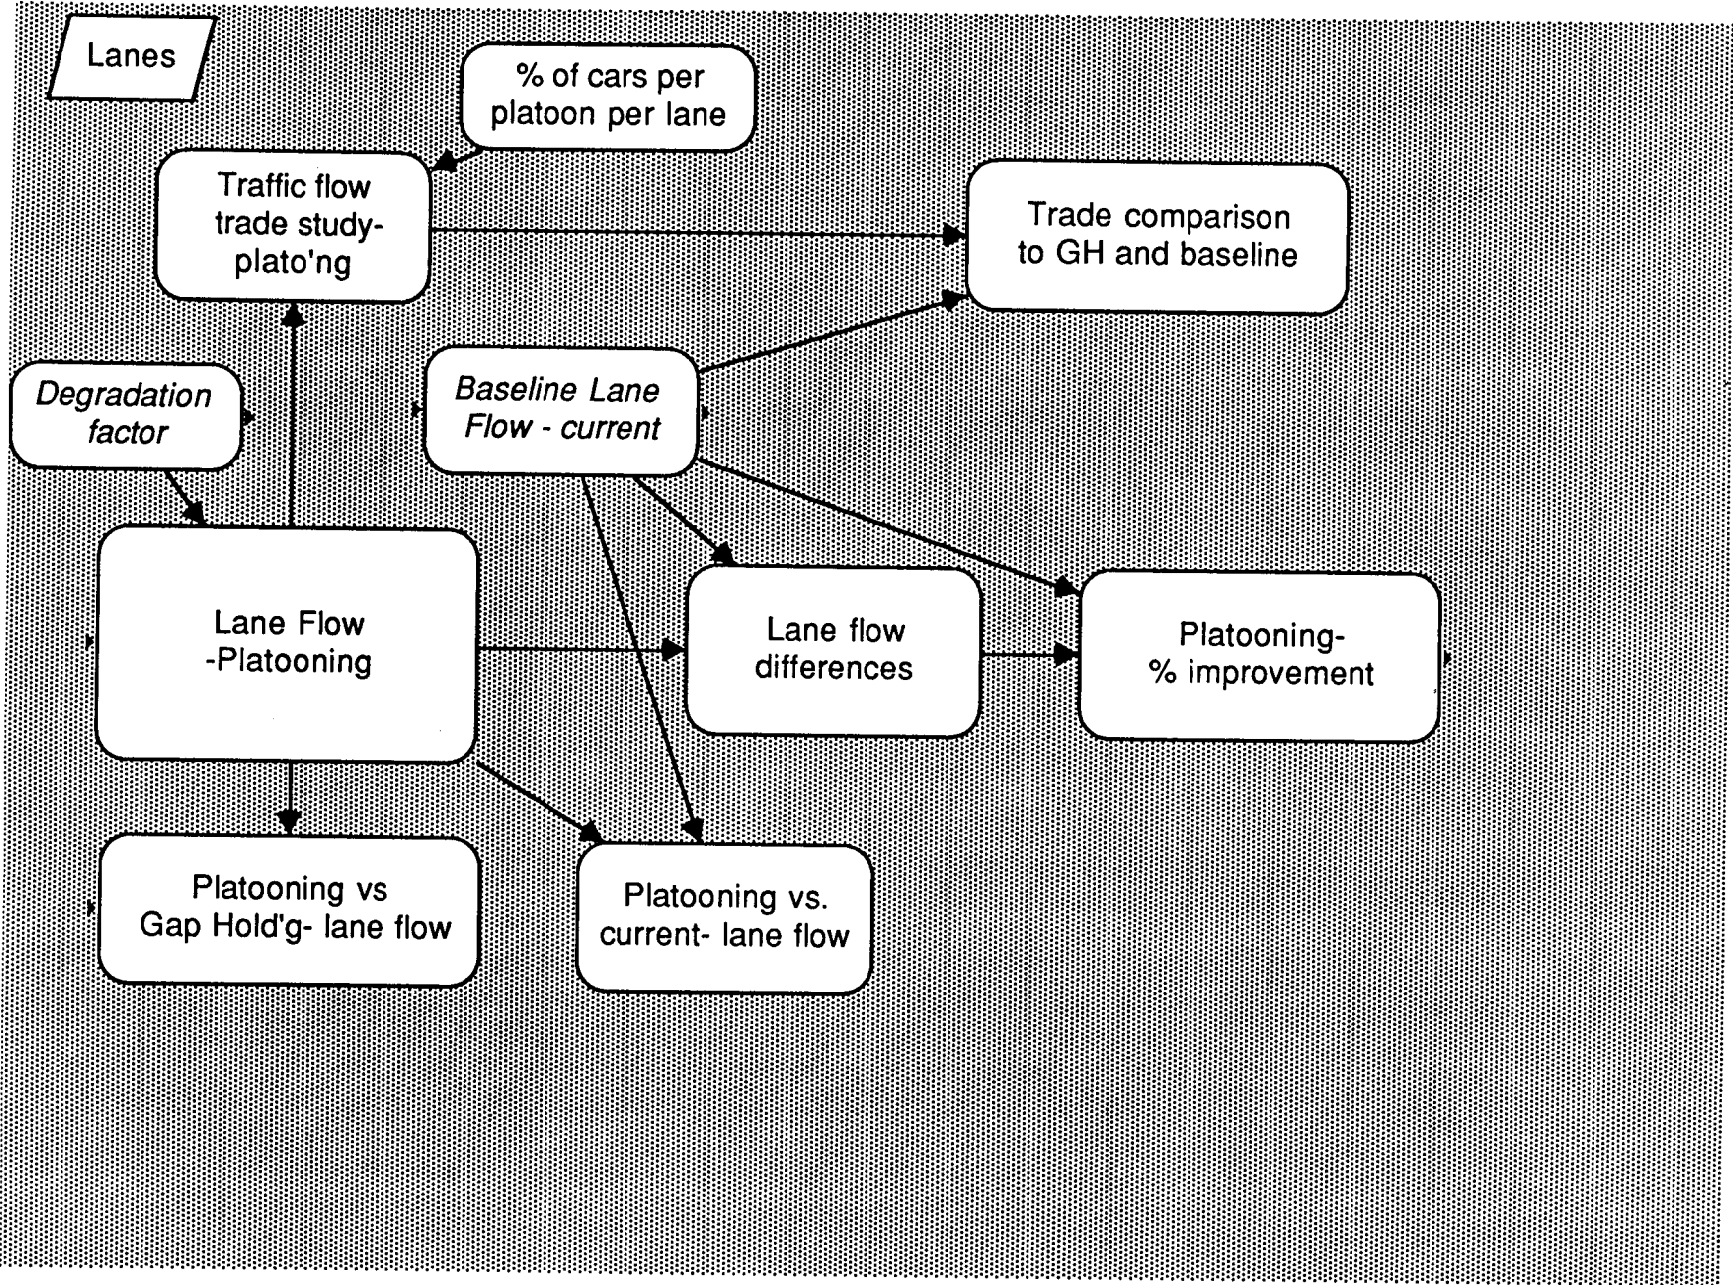 Lanes
% of cars per
platoon per lane
Traffic flow
trade study-
plato'ng
Trade comparison
to GH and baseline
Degradation
factor
Baseline Lane
Flow - current
Lane Flow
-Platooning
Lane flow
differences
Platooning-
% improvement
Platooning vs
Gap Hold'g- lane flow
Platooning vs.
current- lane flow